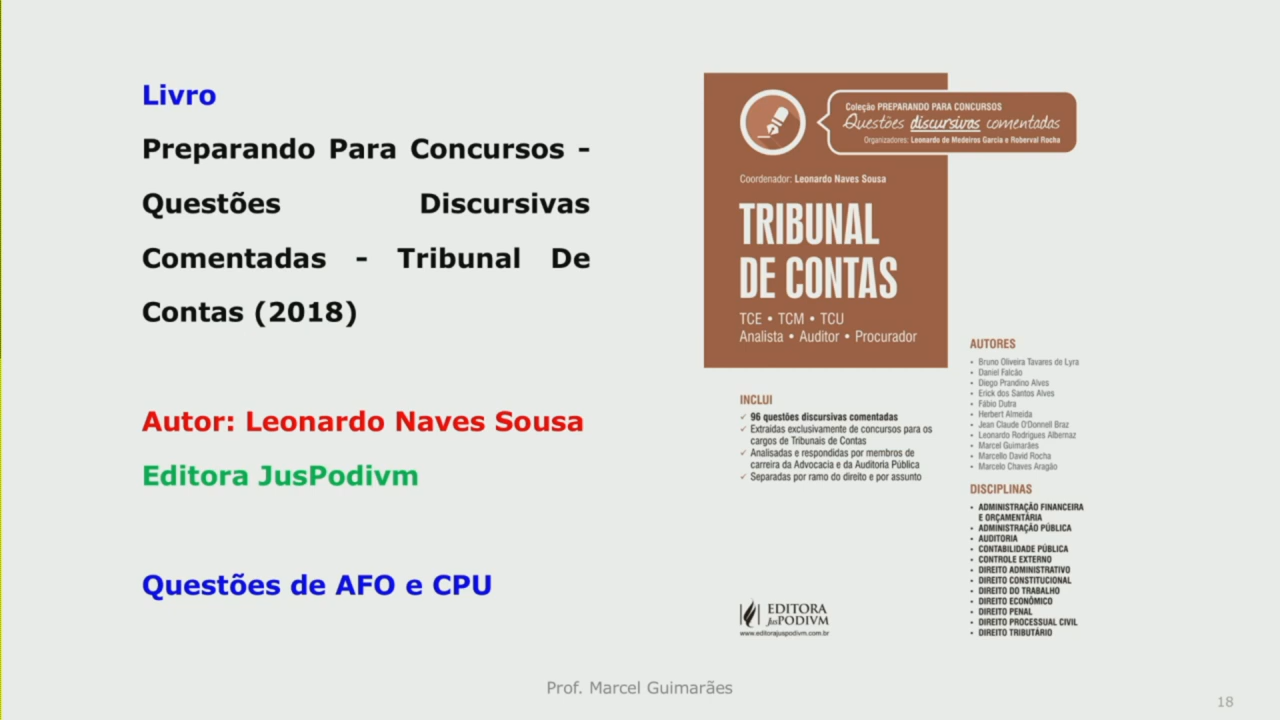 Livro
Preparando Para Concursos -
Questões Discursivas
Comentadas - Tribunal De
Contas (2018)
Autor: Leonardo Naves Sousa
Editora JusPodivm
Questões de AFO e CPU
Coleção PREPARANDO PARA CONCURSOS
Questões discursivas comentadas
Organizadores: Leonardo de Medeiros Garcia e Roberval Rocha
Coordenador: Leonardo Naves Sousa
TRIBUNAL
DE CONTAS
TCE • TCM • TCU
Analista • Auditor • Procurador
INCLUI
✓ 96 questões discursivas comentadas
✓ Extraídas exclusivamente de concursos para os
cargos de Tribunais de Contas
✓ Analisadas e respondidas por membros de
carreira da Advocacia e da Auditoria Pública
✓ Separadas por ramo do direito e por assunto
AUTORES
• Bruno Oliveira Tavares de Lyra
• Daniel Falcão
• Diego Prandino Alves
• Erick dos Santos Alves
• Fábio Dutra
• Herbert Almeida
• Jean Claude O'Donnell Braz
• Leonardo Rodrigues Albernaz
• Marcel Guimarães
• Marcello David Rocha
• Marcelo Chaves Aragão
DISCIPLINAS
• ADMINISTRAÇÃO FINANCEIRA
E ORÇAMENTÁRIA
• ADMINISTRAÇÃO PÚBLICA
• AUDITORIA
• CONTABILIDADE PÚBLICA
• CONTROLE EXTERNO
• DIREITO ADMINISTRATIVO
• DIREITO CONSTITUCIONAL
• DIREITO DO TRABALHO
• DIREITO ECONÔMICO
• DIREITO PENAL
• DIREITO PROCESSUAL CIVIL
• DIREITO TRIBUTÁRIO
EDITORA
JusPODIVM
www.editorajuspodivm.com.br
Prof. Marcel Guimarães
18